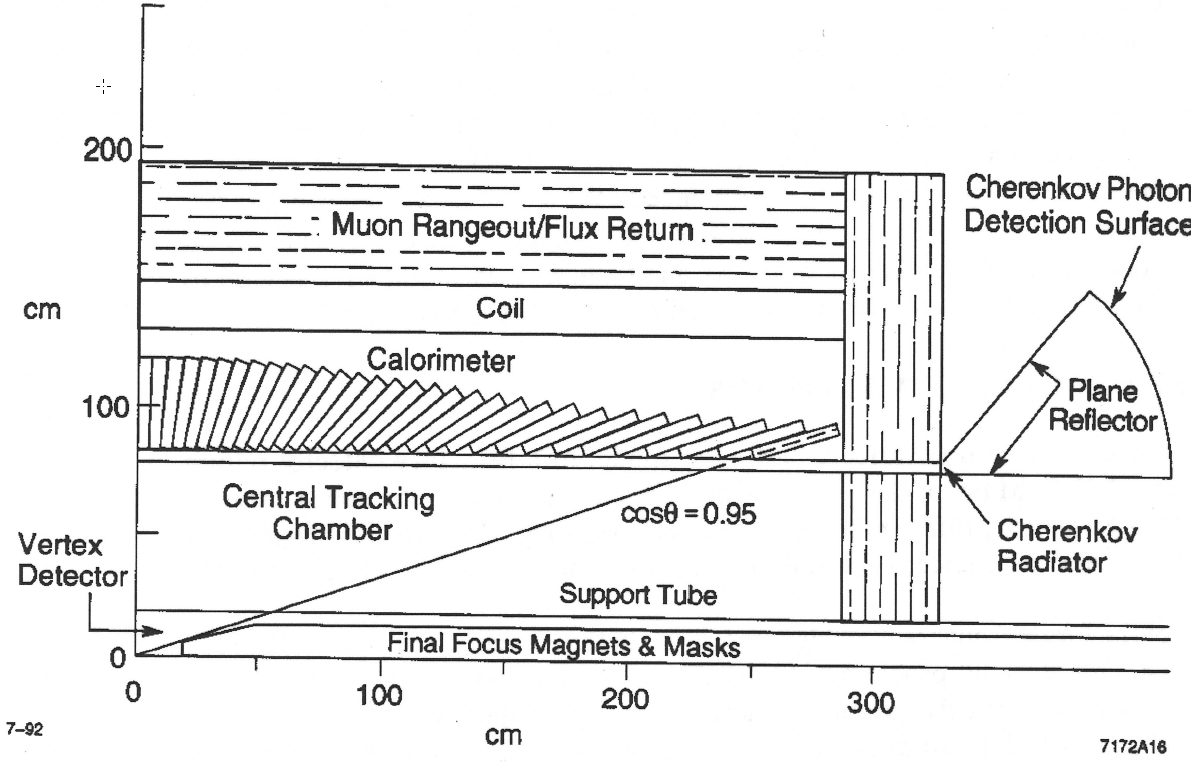 200
Cherenkov Photon
Detection Surface
Muon Rangeout/Flux Return
cm
Coil
Calorimeter
100
Plane
Reflector
Central Tracking
Chamber
cosθ = 0.95
Vertex
Detector
Cherenkov
Radiator
Support Tube
Final Focus Magnets & Masks
0
0
100
200
300
cm
7–92
7172A16